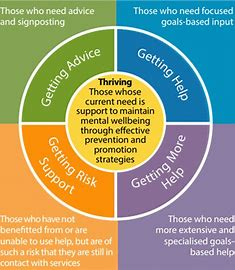 Those who need advice
and signposting
Those who need focused
goals-based input
Getting Advice
Getting Help
Thriving
Those whose
current need is
support to maintain
mental wellbeing
through effective
prevention and
promotion
strategies
Getting Risk
Support
Getting More
Help
Those who have not
benefitted from or are
unable to use help, but are of
such a risk that they are still in
contact with services
Those who need
more extensive and
specialised goals-
based help